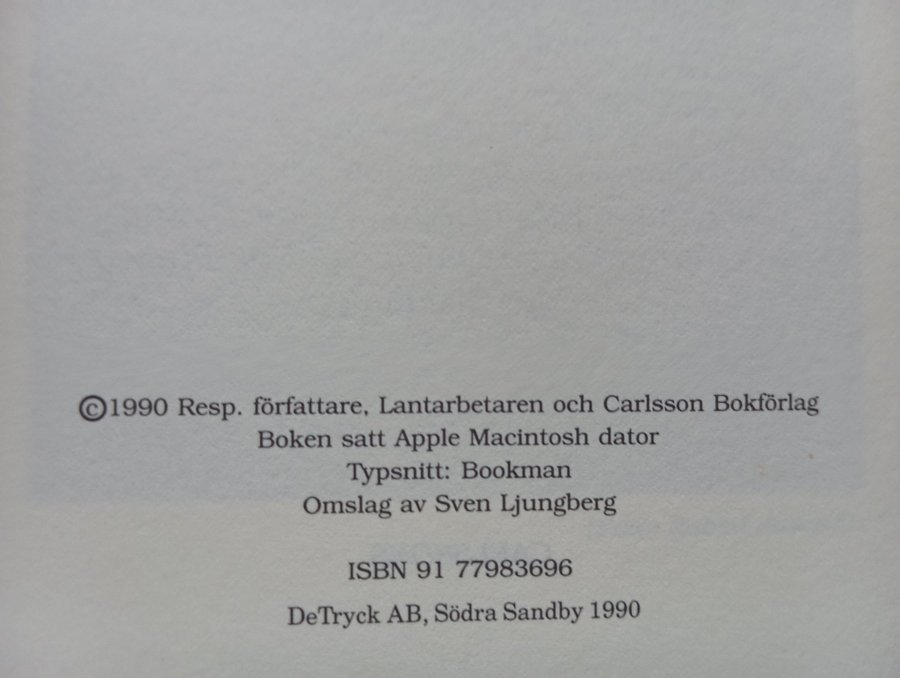 ©1990 Resp. författare, Lantarbetaren och Carlsson Bokförlag
Boken satt Apple Macintosh dator
Typsnitt: Bookman
Omslag av Sven Ljungberg
ISBN 91 77983696
DeTryck AB, Södra Sandby 1990